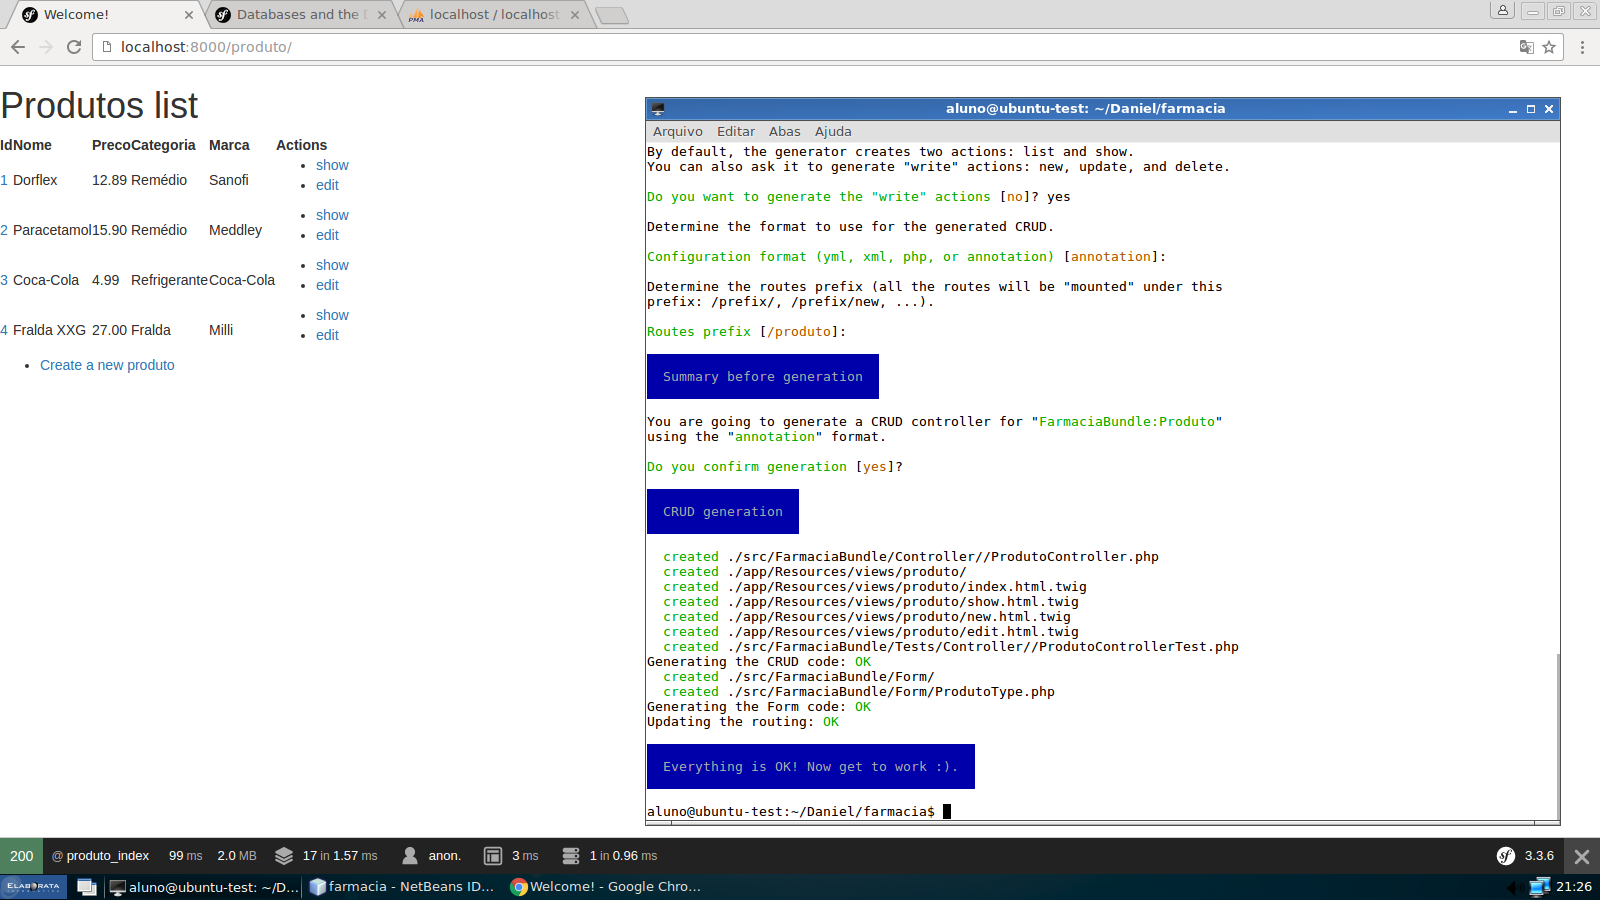 Welcome!
Databases and the D
localhost / localhost
localhost:8000/produto/
Produtos list
Id Nome Preco Categoria Marca Actions
1 Dorflex 12.89 Remédio Sanofi
show
edit
2 Paracetamol 15.90 Remédio Meddley
show
edit
3 Coca-Cola 4.99 Refrigerante Coca-Cola
show
edit
4 Fralda XXG 27.00 Fralda Milli
show
edit
Create a new produto
aluno@ubuntu-test: ~/Daniel/farmacia
Arquivo Editar Abas Ajuda
By default, the generator creates two actions: list and show.
You can also ask it to generate "write" actions: new, update, and delete.
Do you want to generate the "write" actions [no]? yes
Determine the format to use for the generated CRUD.
Configuration format (yml, xml, php, or annotation) [annotation]:
Determine the routes prefix (all the routes will be "mounted" under this
prefix: /prefix/, /prefix/new, ...).
Routes prefix [/produto]:
Summary before generation
You are going to generate a CRUD controller for "FarmaciaBundle:Produto"
using the "annotation" format.
Do you confirm generation [yes]?
CRUD generation
created ./src/FarmaciaBundle/Controller//ProdutoController.php
created ./app/Resources/views/produto/
created ./app/Resources/views/produto/index.html.twig
created ./app/Resources/views/produto/show.html.twig
created ./app/Resources/views/produto/new.html.twig
created ./app/Resources/views/produto/edit.html.twig
created ./src/FarmaciaBundle/Tests/Controller//ProdutoControllerTest.php
Generating the CRUD code: OK
created ./src/FarmaciaBundle/Form/
created ./src/FarmaciaBundle/Form/ProdutoType.php
Generating the Form code: OK
Updating the routing: OK
Everything is OK! Now get to work :).
aluno@ubuntu-test:~/Daniel/farmacia$
200 @ produto_index 99 ms 2.0 MB 17 in 1.57 ms anon. 3 ms 1 in 0.96 ms 3.3.6
ELABORATA aluno@ubuntu-test: ~/D... farmacia - NetBeans ID... Welcome! - Google Chro... 21:26